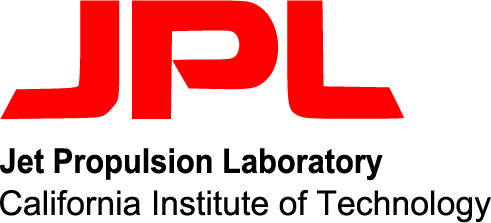 JPL
Jet Propulsion Laboratory
California Institute of Technology